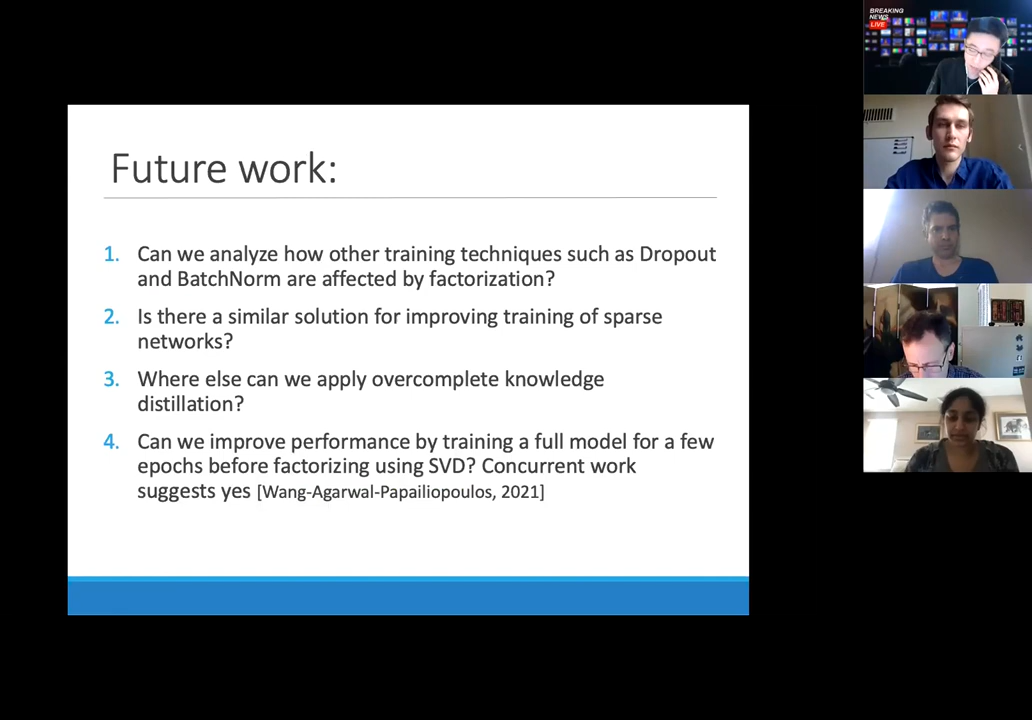 BREAKING
NEWS
LIVE
Future work:
1. Can we analyze how other training techniques such as Dropout
and BatchNorm are affected by factorization?
2. Is there a similar solution for improving training of sparse
networks?
3. Where else can we apply overcomplete knowledge
distillation?
4. Can we improve performance by training a full model for a few
epochs before factorizing using SVD? Concurrent work
suggests yes [Wang-Agarwal-Papailiopoulos, 2021]